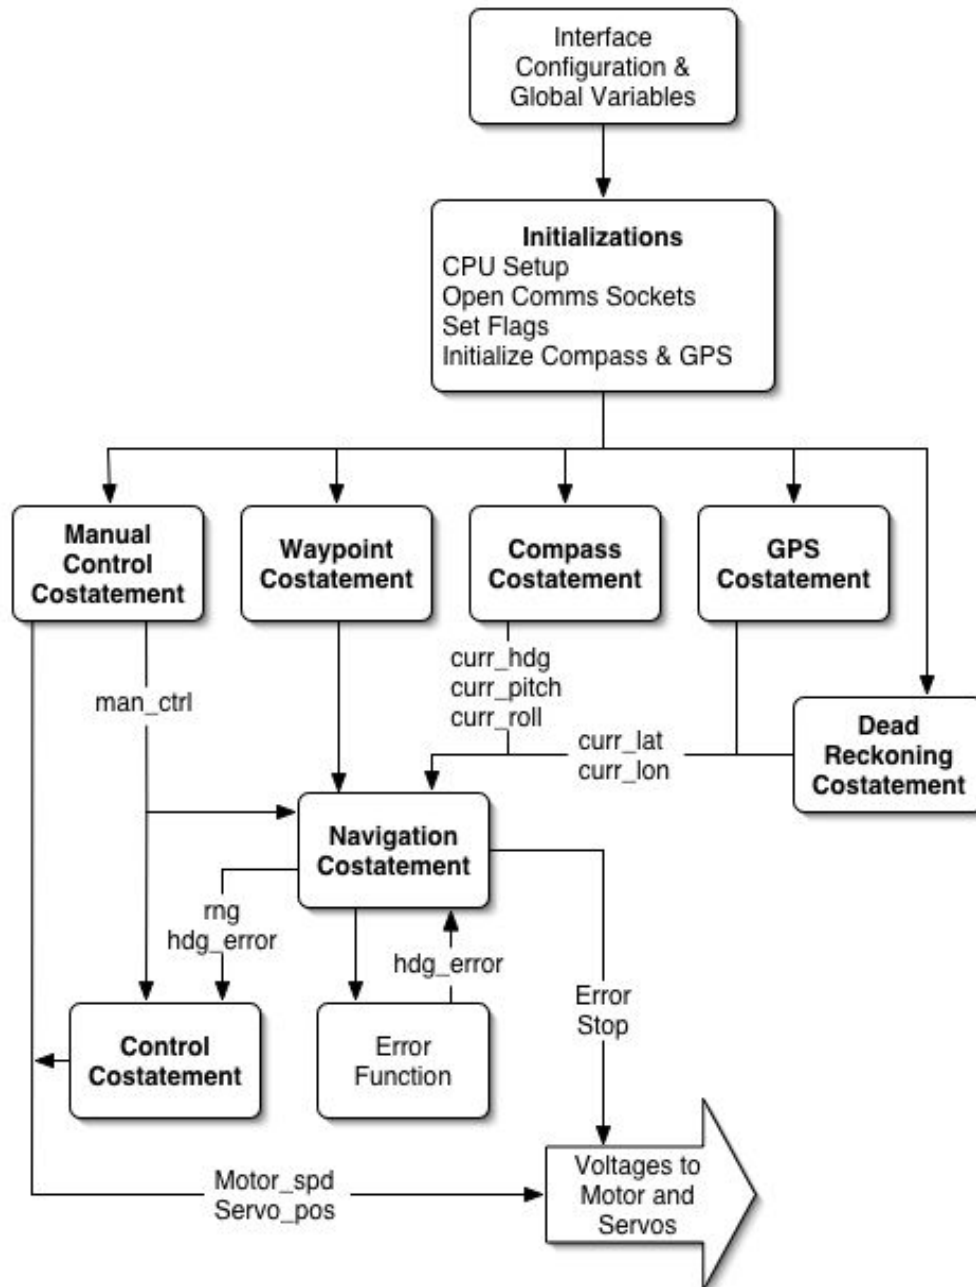 Interface
Configuration &
Global Variables
Initializations
CPU Setup
Open Comms Sockets
Set Flags
Initialize Compass & GPS
Manual
Control
Costatement
Waypoint
Costatement
Compass
Costatement
GPS
Costatement
man_ctrl
curr_hdg
curr_pitch
curr_roll
curr_lat
curr_lon
Dead
Reckoning
Costatement
Navigation
Costatement
rng
hdg_error
hdg_error
Error
Stop
Control
Costatement
Error
Function
Motor_spd
Servo_pos
Voltages to
Motor and
Servos